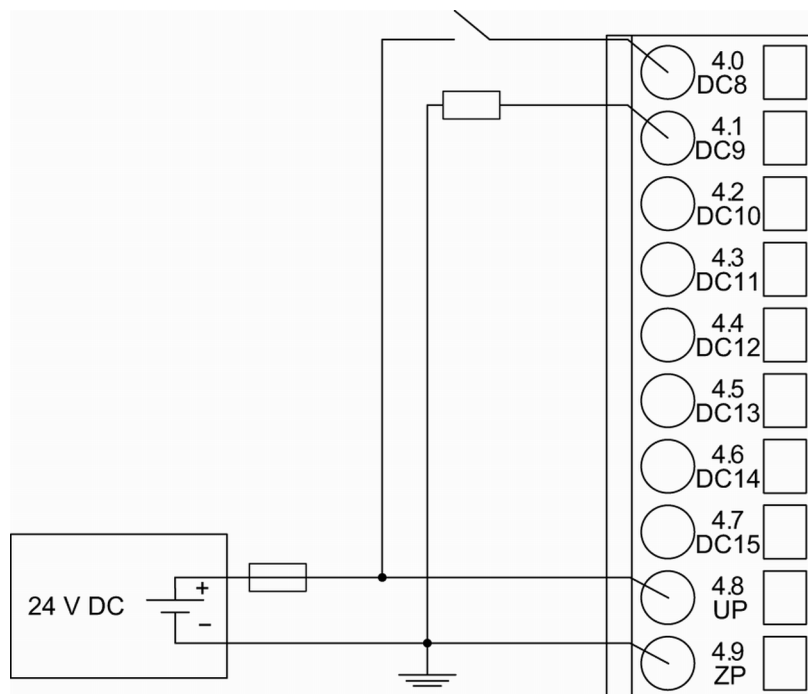 4.0
DC8
4.1
DC9
4.2
DC10
4.3
DC11
4.4
DC12
4.5
DC13
4.6
DC14
4.7
DC15
24 V DC
+
–
4.8
UP
4.9
ZP